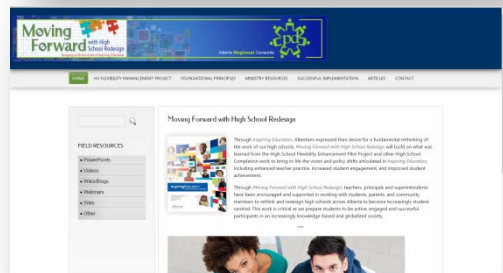 Moving
Forward with High
School Redesign
Alberta Regional Consortia
HOME HS FLEXIBILITY ENHANCEMENT PROJECT FOUNDATIONAL PRINCIPLES MINISTRY RESOURCES SUCCESSFUL IMPLEMENTATION ARTICLES CONTACT
Moving Forward with High School Redesign
FIELD RESOURCES
• PowerPoints
• Videos
• Wikis/Blogs
• Webinars
• Sites
• Other
Through Inspiring Education, Albertans expressed their desire for a fundamental rethinking of
the work of our high schools. Moving Forward with High School Redesign will build on what was
learned from the High School Flexibility Enhancement Pilot Project and other High School
Completion work to bring to life the vision and policy shifts articulated in Inspiring Education,
including enhanced teacher practice, increased student engagement, and improved student
achievement.
Through Moving Forward with High School Redesign, teachers, principals and superintendents
have been encouraged and supported in working with students, parents, and community
members to rethink and redesign high schools across Alberta to become increasingly student
centred. This work is critical as we prepare students to be active, engaged and successful
participants in an increasingly knowledge-based and globalized society.
***